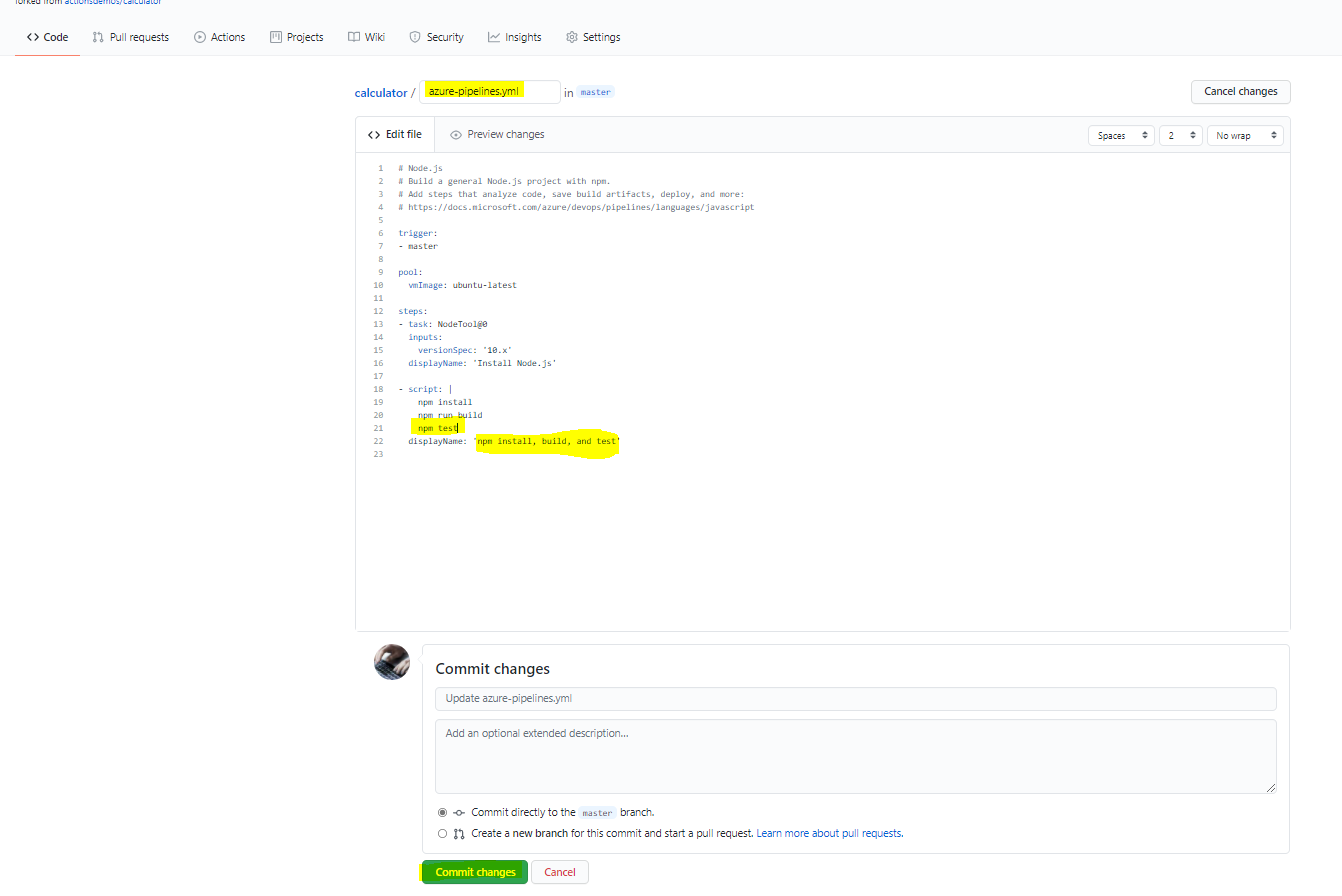 forked from actionsdemos/calculator
Code Pull requests Actions Projects Wiki Security Insights Settings
calculator / azure-pipelines.yml in master Cancel changes
Edit file Preview changes Spaces 2 No wrap
1 # Node.js
2 # Build a general Node.js project with npm.
3 # Add steps that analyze code, save build artifacts, deploy, and more:
4 # https://docs.microsoft.com/azure/devops/pipelines/languages/javascript
5
6 trigger:
7 - master
8
9 pool:
10 vmImage: ubuntu-latest
11
12 steps:
13 - task: NodeTool@0
14 inputs:
15 versionSpec: '10.x'
16 displayName: 'Install Node.js'
17
18 - script: |
19 npm install
20 npm run build
21 npm test
22 displayName: 'npm install, build, and test'
23
Commit changes
Update azure-pipelines.yml
Add an optional extended description...
Commit directly to the master branch.
Create a new branch for this commit and start a pull request. Learn more about pull requests.
Commit changes Cancel